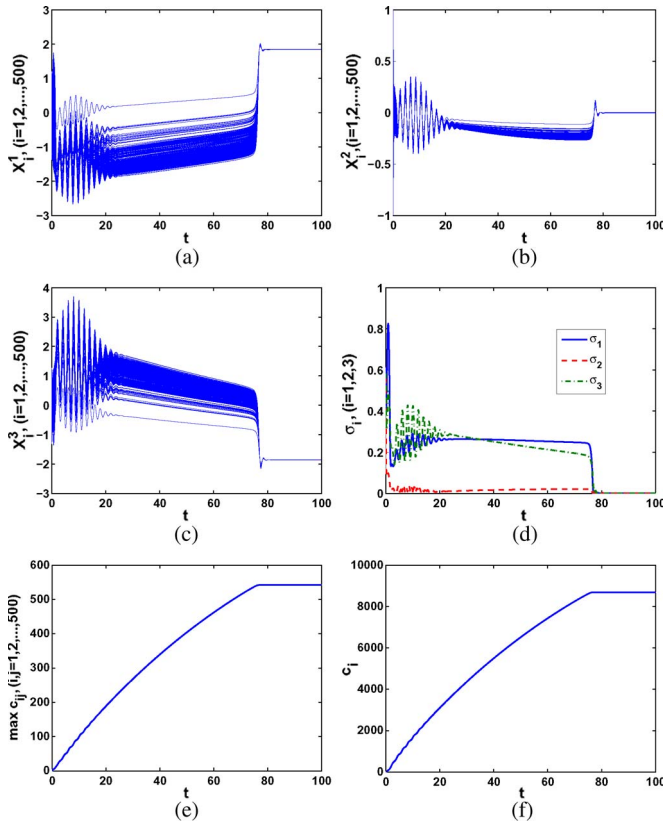 3
2
1
0
-1
-2
-3
0 20 40 60 80 100
X_i^1, (i=1,2,...,500)
t
(a)
1
0.5
0
-0.5
-1
0 20 40 60 80 100
X_i^2, (i=1,2,...,500)
t
(b)
4
3
2
1
0
-1
-2
-3
0 20 40 60 80 100
X_i^3, (i=1,2,...,500)
t
(c)
1
0.8
0.6
0.4
0.2
0
0 20 40 60 80 100
σ_i, (i=1,2,3)
σ_1
σ_2
σ_3
t
(d)
600
500
400
300
200
100
0
0 20 40 60 80 100
max c_ij, (i,j=1,2,...,500)
t
(e)
10000
8000
6000
4000
2000
0
0 20 40 60 80 100
c_i
t
(f)